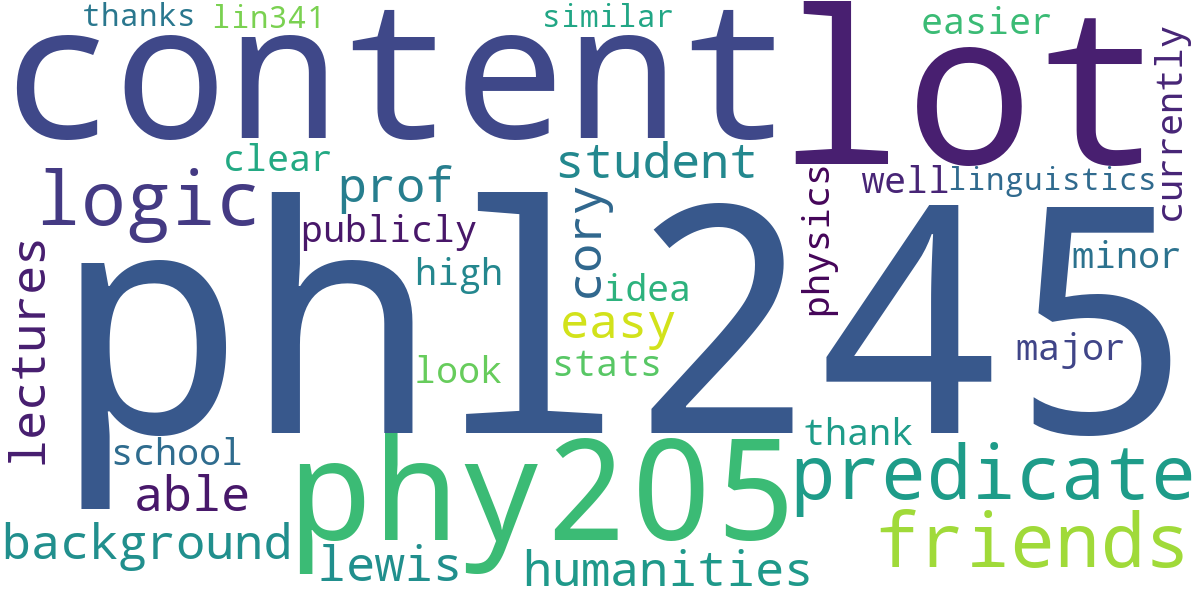 thanks
lin341
similar
easier
content
lot
currently
clear
student
logic
prof
physics
well
linguistics
publicly
cory
lectures
high
idea
minor
phl245
easy
major
look
stats
school
thank
able
phy205
predicate
background
lewis
humanities
friends